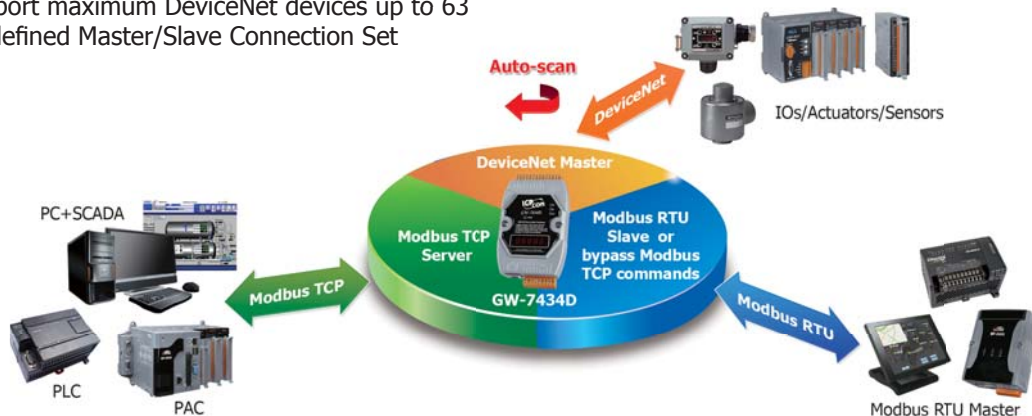 port maximum DeviceNet devices up to 63
defined Master/Slave Connection Set
Auto-scan
DeviceNet
IOs/Actuators/Sensors
DeviceNet Master
PC+SCADA
Modbus TCP
Server
Modbus RTU
Slave or
bypass Modbus
TCP commands
GW-7434D
Modbus TCP
Modbus RTU
PLC
PAC
Modbus RTU Master